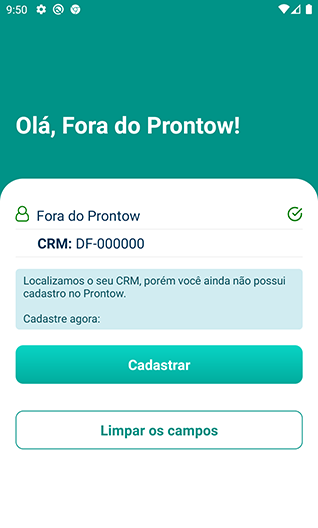 9:50
Olá, Fora do Prontow!
Fora do Prontow
CRM: DF-000000
Localizamos o seu CRM, porém você ainda não possui
cadastro no Prontow.
Cadastre agora:
Cadastrar
Limpar os campos